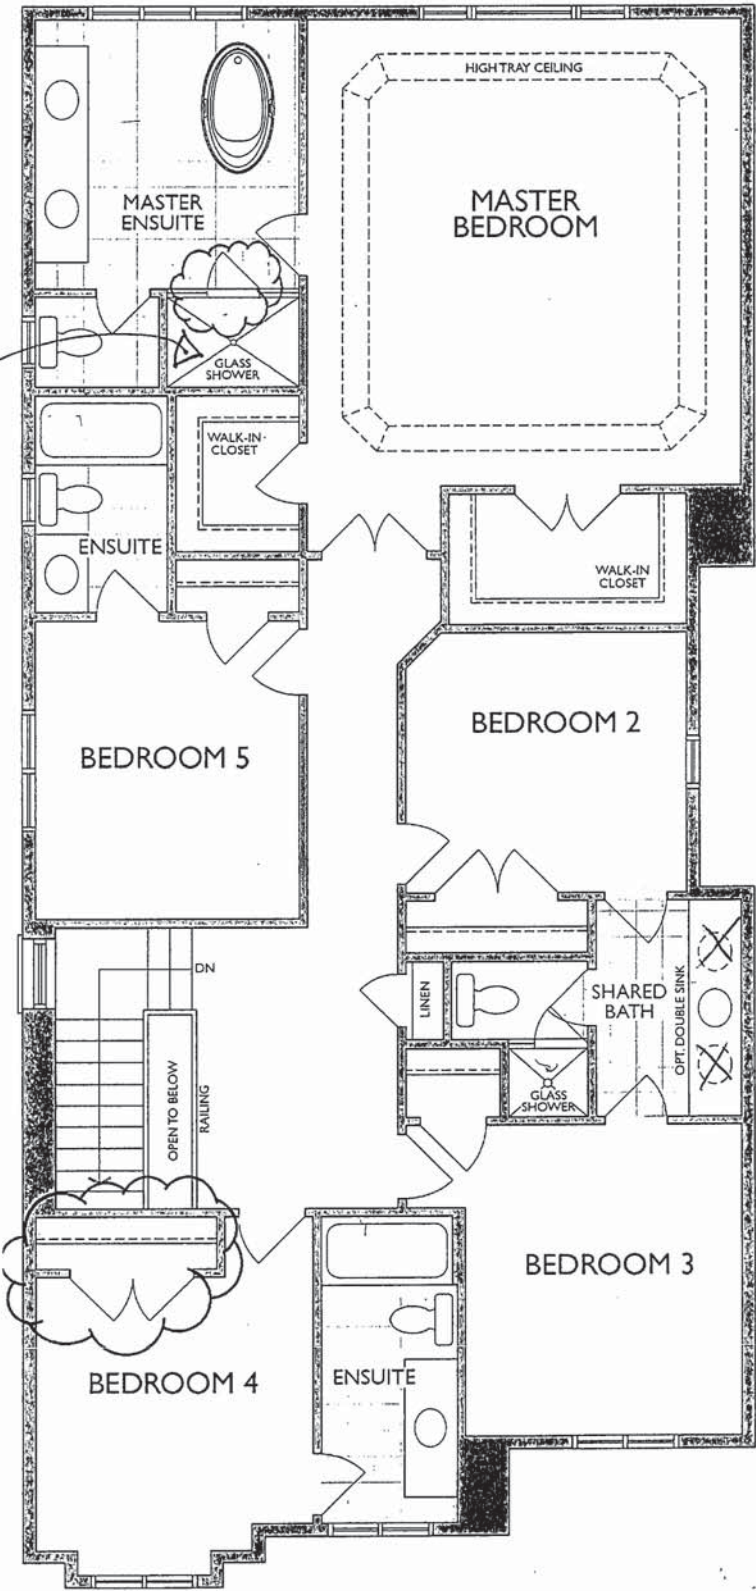 HIGH TRAY CEILING
MASTER
ENSUITE
MASTER
BEDROOM
GLASS
SHOWER
WALK-IN
CLOSET
ENSUITE
WALK-IN
CLOSET
BEDROOM 5
BEDROOM 2
DN
LINEN
SHARED
BATH
OPT. DOUBLE SINK
OPEN TO BELOW
RAILING
GLASS
SHOWER
BEDROOM 3
BEDROOM 4
ENSUITE